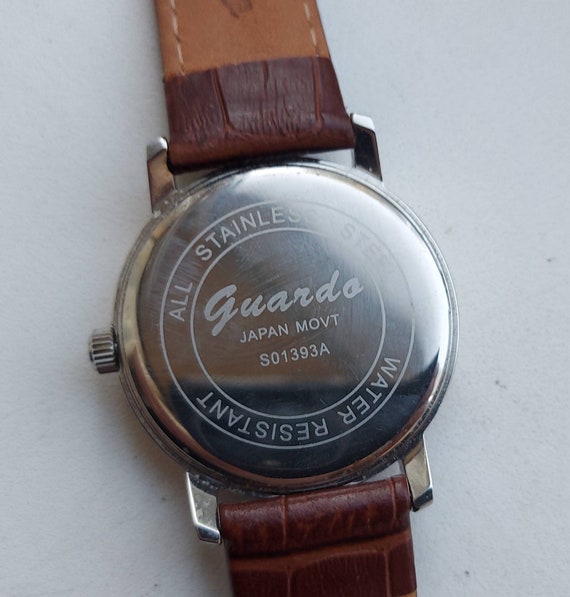 ALL STAINLESS STEEL
Guardo
JAPAN MOVT
S01393A
WATER RESISTANT